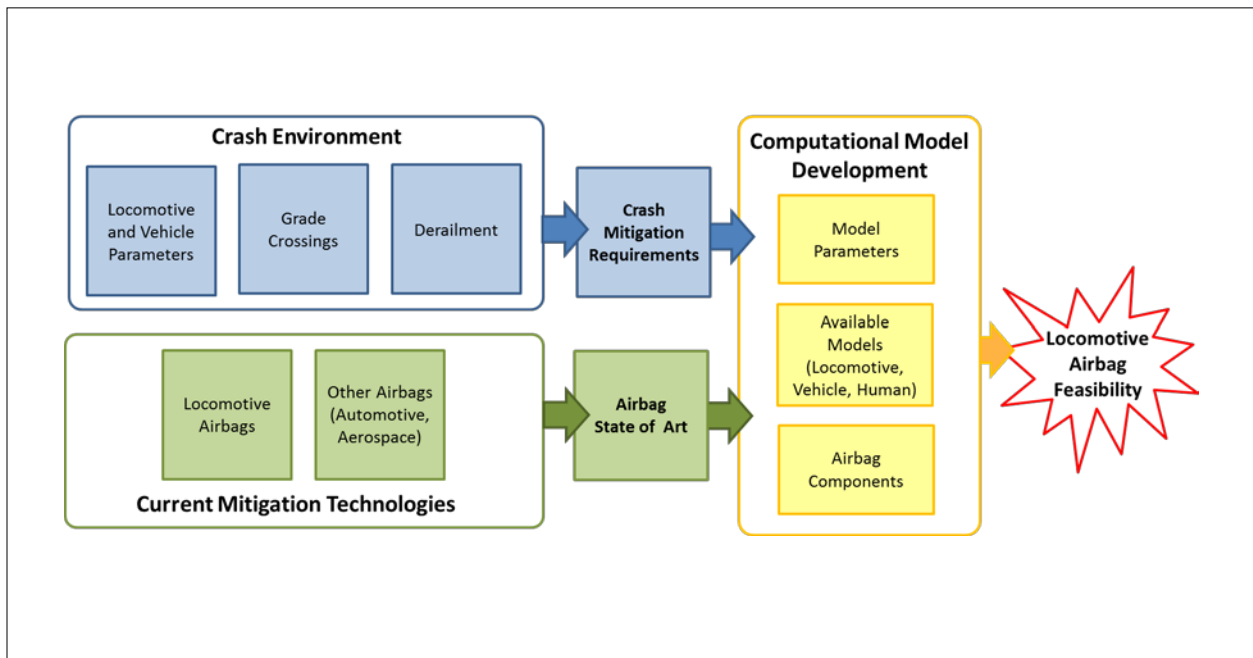 Crash Environment
Locomotive
and Vehicle
Parameters
Grade
Crossings
Derailment
Crash
Mitigation
Requirements
Locomotive
Airbags
Other Airbags
(Automotive,
Aerospace)
Current Mitigation Technologies
Airbag
State of Art
Computational Model
Development
Model
Parameters
Available
Models
(Locomotive,
Vehicle, Human)
Airbag
Components
Locomotive
Airbag
Feasibility